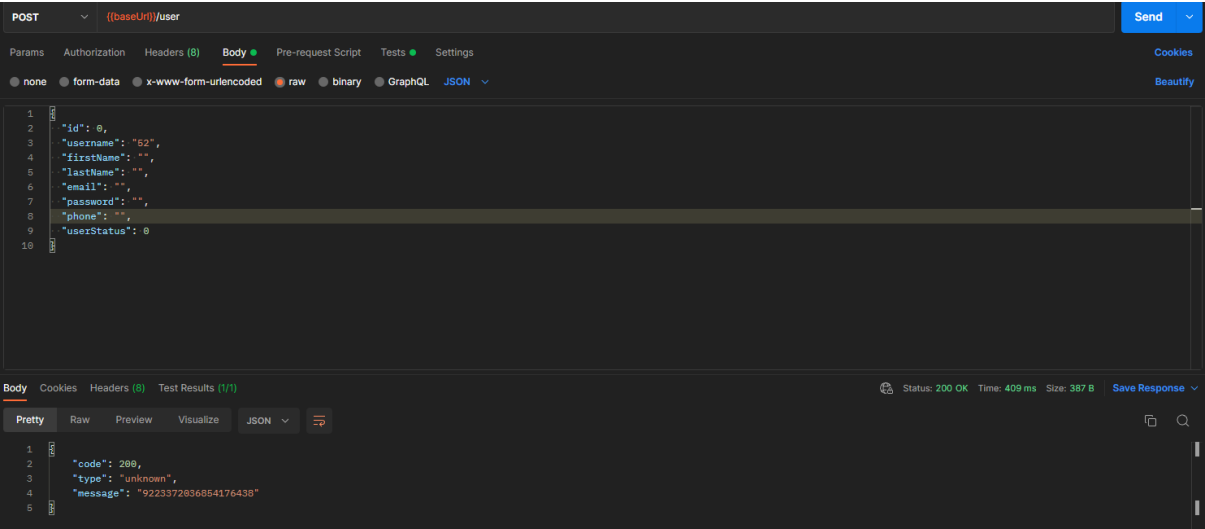 POST {{baseUrl}}/user Send
Params Authorization Headers (8) Body Pre-request Script Tests Settings Cookies
none form-data x-www-form-urlencoded raw binary GraphQL JSON Beautify
1 {
2 "id": 0,
3 "username": "52",
4 "firstName": "",
5 "lastName": "",
6 "email": "",
7 "password": "",
8 "phone": "",
9 "userStatus": 0
10 }
Body Cookies Headers (8) Test Results (1/1) Status: 200 OK Time: 409 ms Size: 387 B Save Response
Pretty Raw Preview Visualize JSON
1 {
2 "code": 200,
3 "type": "unknown",
4 "message": "9223372036854176438"
5 }